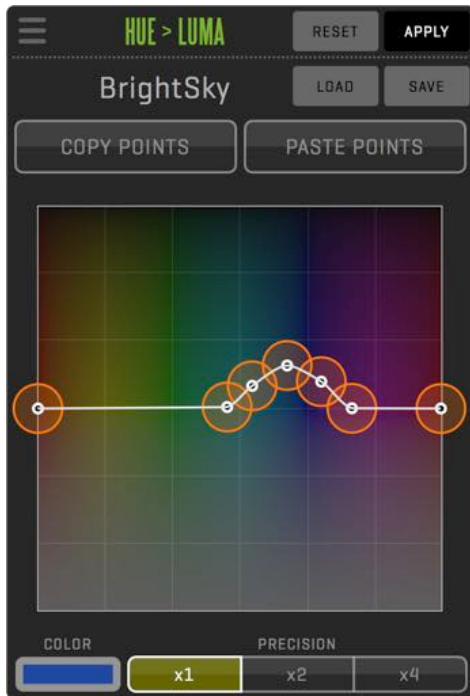 HUE > LUMA
RESET
APPLY
BrightSky
LOAD
SAVE
COPY POINTS
PASTE POINTS
COLOR
PRECISION
x1
x2
x4